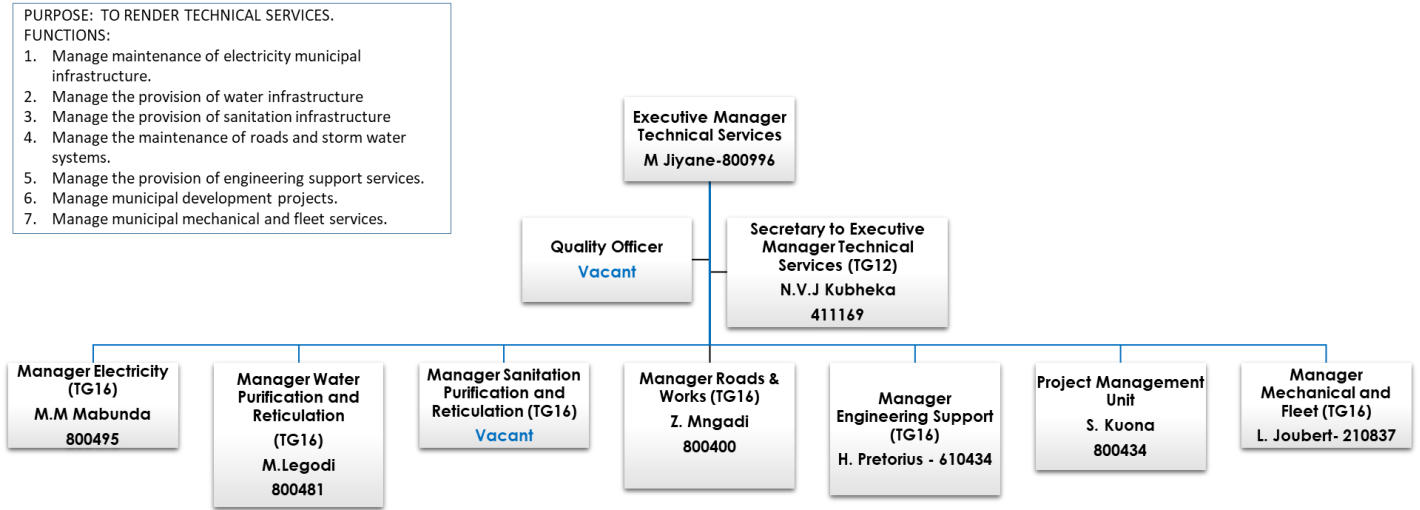 PURPOSE: TO RENDER TECHNICAL SERVICES.
FUNCTIONS:
1. Manage maintenance of electricity municipal
infrastructure.
2. Manage the provision of water infrastructure
3. Manage the provision of sanitation infrastructure
4. Manage the maintenance of roads and storm water
systems.
5. Manage the provision of engineering support services.
6. Manage municipal development projects.
7. Manage municipal mechanical and fleet services.
Executive Manager
Technical Services
M Jiyane-800996
Quality Officer
Vacant
Secretary to Executive
Manager Technical
Services (TG12)
N.V.J Kubheka
411169
Manager Electricity
(TG16)
M.M Mabunda
800495
Manager Water
Purification and
Reticulation
(TG16)
M.Legodi
800481
Manager Sanitation
Purification and
Reticulation (TG16)
Vacant
Manager Roads &
Works (TG16)
Z. Mngadi
800400
Manager
Engineering Support
(TG16)
H. Pretorius - 610434
Project Management
Unit
S. Kuona
800434
Manager
Mechanical and
Fleet (TG16)
L. Joubert- 210837